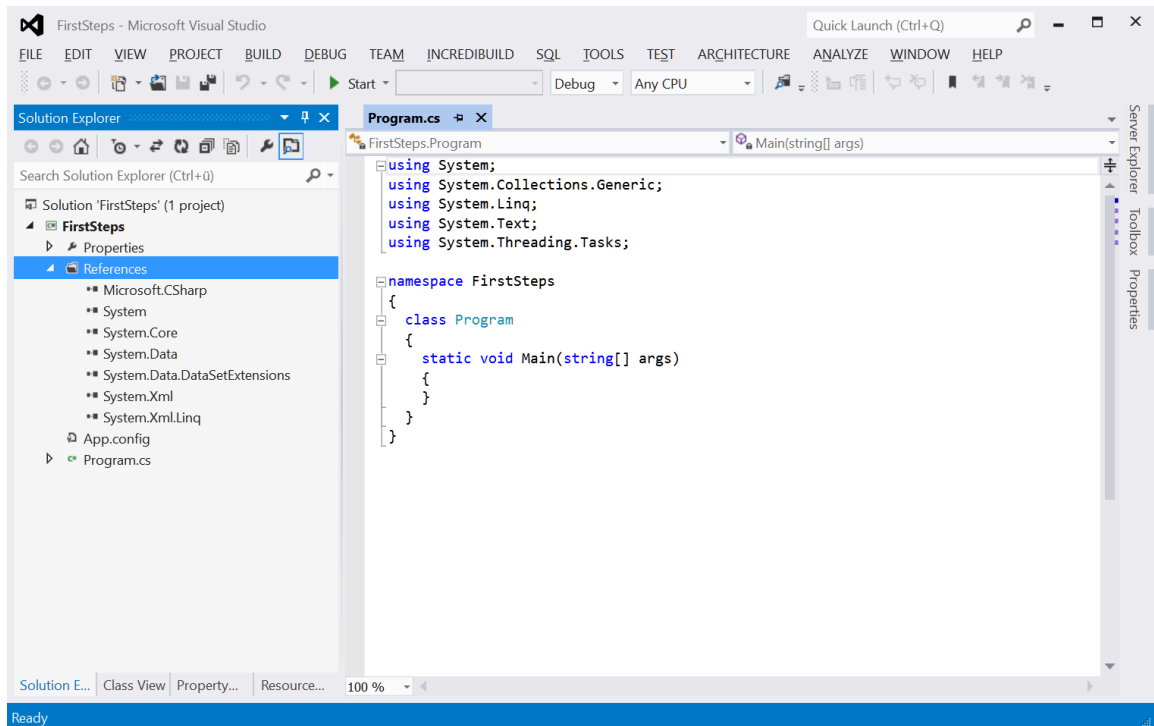 FirstSteps - Microsoft Visual Studio
Quick Launch (Ctrl+Q)
FILE EDIT VIEW PROJECT BUILD DEBUG TEAM INCREDIBUILD SQL TOOLS TEST ARCHITECTURE ANALYZE WINDOW HELP
Start Debug Any CPU
Solution Explorer
Search Solution Explorer (Ctrl+ü)
Solution 'FirstSteps' (1 project)
FirstSteps
Properties
References
Microsoft.CSharp
System
System.Core
System.Data
System.Data.DataSetExtensions
System.Xml
System.Xml.Linq
App.config
Program.cs
Solution E... Class View Property... Resource...
Program.cs
FirstSteps.Program Main(string[] args)
using System;
using System.Collections.Generic;
using System.Linq;
using System.Text;
using System.Threading.Tasks;
namespace FirstSteps
{
class Program
{
static void Main(string[] args)
{
}
}
}
100 %
Server Explorer
Toolbox
Properties
Ready